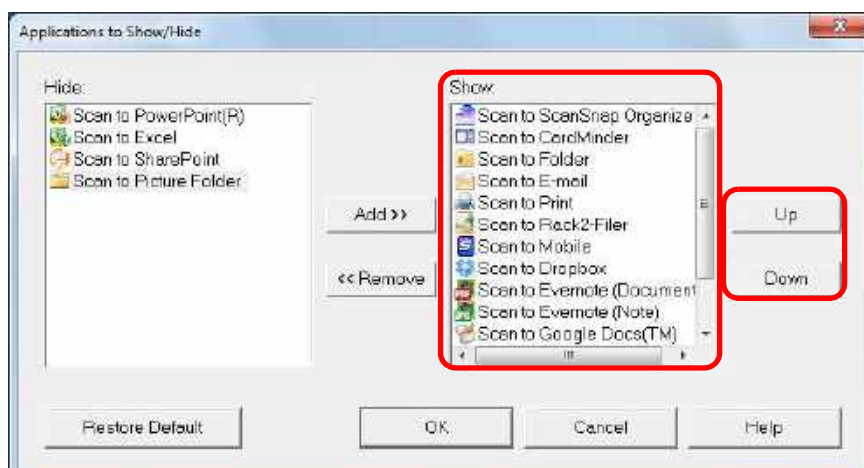 Applications to Show/Hide
Hide:
Scan to PowerPoint(R)
Scan to Excel
Scan to SharePoint
Scan to Picture Folder
Add >>
<< Remove
Show:
Scan to ScanSnap Organize
Scan to CardMinder
Scan to Folder
Scan to E-mail
Scan to Print
Scan to Rack2-Filer
Scan to Mobile
Scan to Dropbox
Scan to Evernote (Document
Scan to Evernote (Note)
Scan to Google Docs(TM)
Up
Down
Restore Default
OK
Cancel
Help